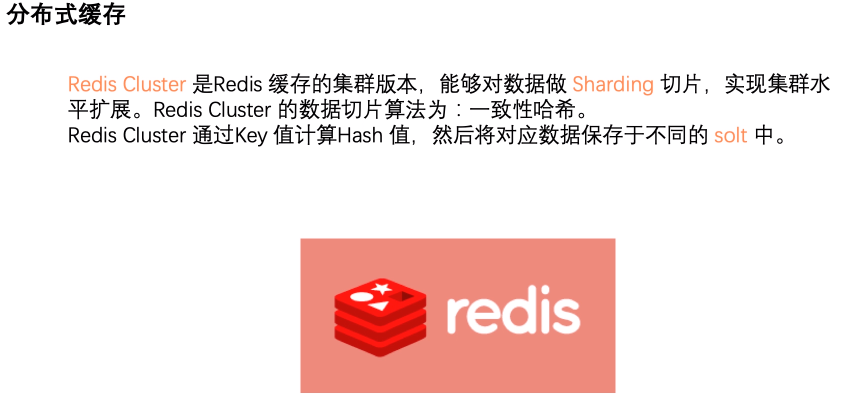 分布式缓存
Redis Cluster 是Redis 缓存的集群版本，能够对数据做 Sharding 切片，实现集群水
平扩展。Redis Cluster 的数据切片算法为：一致性哈希。
Redis Cluster 通过Key 值计算Hash 值，然后将对应数据保存于不同的 solt 中。
redis